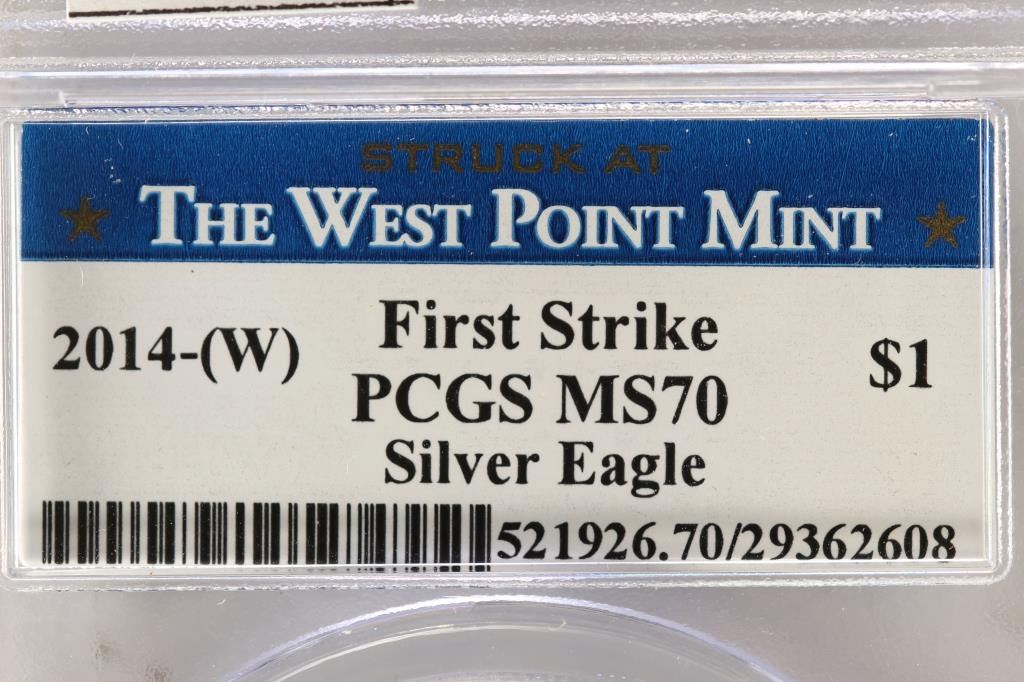 STRUCK AT
THE WEST POINT MINT
2014-(W)
First Strike
$1
PCGS MS70
Silver Eagle
521926.70/29362608